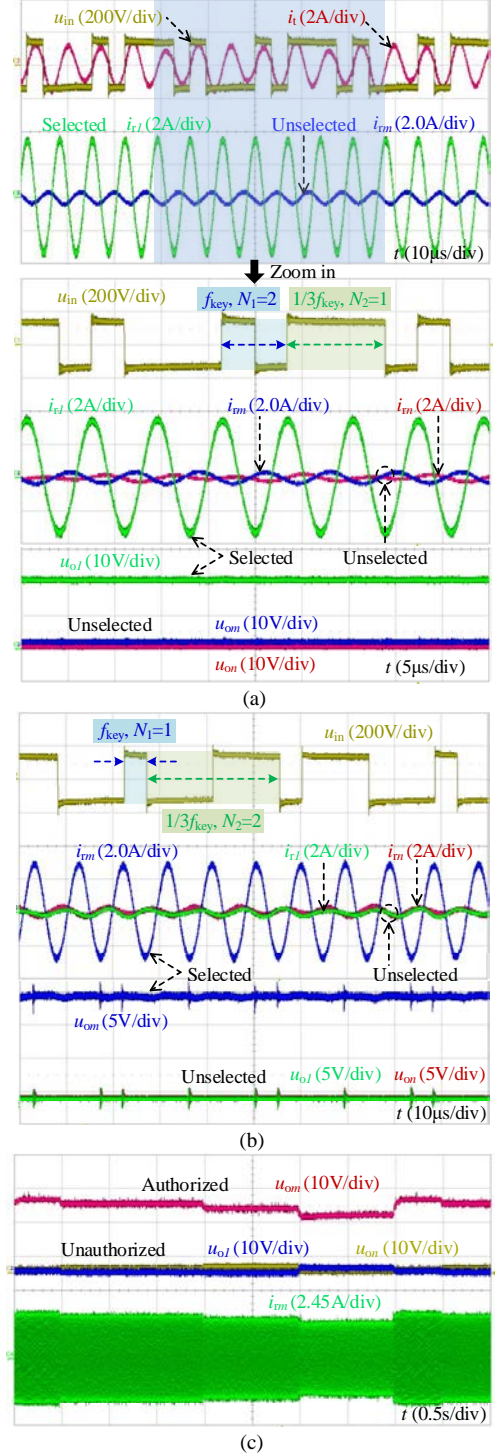 u_in (200V/div) i_t (2A/div)
Selected i_r1 (2A/div) Unselected i_rm (2.0A/div)
t (10μs/div)
Zoom in
u_in (200V/div) f_key, N_1=2 1/3f_key, N_2=1
i_r1 (2A/div) i_rm (2.0A/div) i_rn (2A/div)
u_o1 (10V/div) Selected Unselected
Unselected u_om (10V/div)
u_on (10V/div) t (5μs/div)
(a)
f_key, N_1=1 u_in (200V/div)
1/3f_key, N_2=2
i_rm (2.0A/div) i_r1 (2A/div) i_rn (2A/div)
Selected Unselected
u_om (5V/div)
Unselected u_o1 (5V/div) u_on (5V/div)
t (10μs/div)
(b)
Authorized u_om (10V/div)
Unauthorized u_o1 (10V/div) u_on (10V/div)
i_rm (2.45A/div)
t (0.5s/div)
(c)